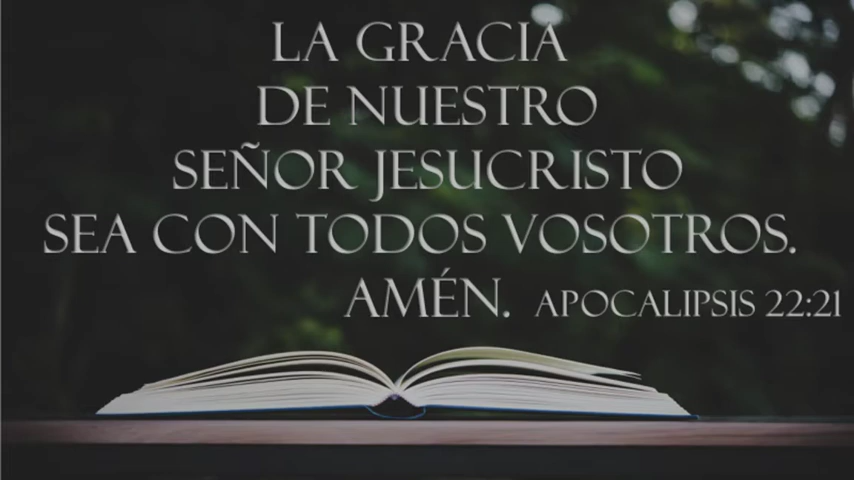 LA GRACIA
DE NUESTRO
SEÑOR JESUCRISTO
SEA CON TODOS VOSOTROS.
AMÉN. APOCALIPSIS 22:21